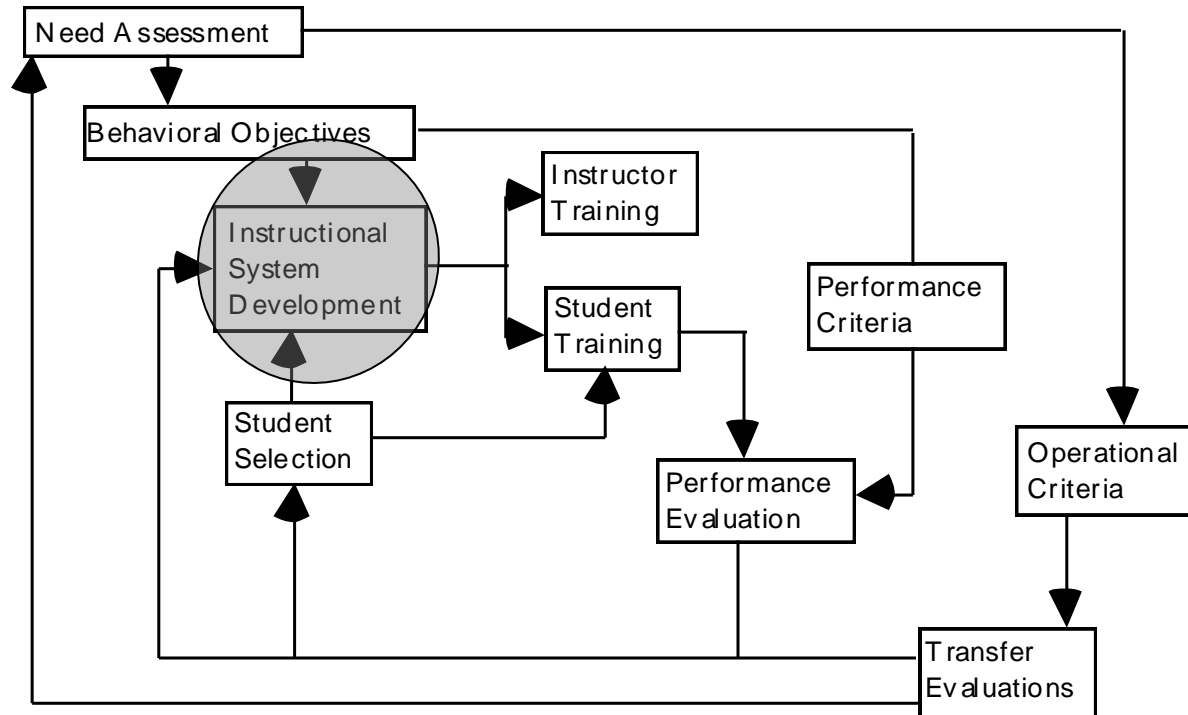 Need Assessment
Behavioral Objectives
Instructor
Training
Instructional
System
Development
Performance
Criteria
Student
Training
Student
Selection
Operational
Criteria
Performance
Evaluation
Transfer
Evaluations